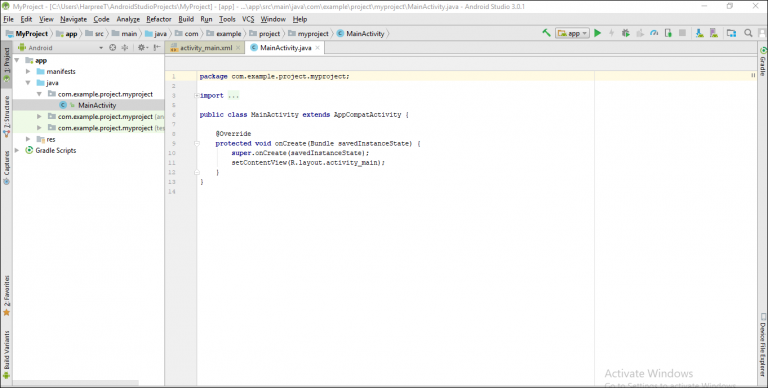 MyProject - [C:\Users\HarpreeT\AndroidStudioProjects\MyProject] - [app] - ...\app\src\main\java\com\example\project\myproject\MainActivity.java - Android Studio 3.0.1
File Edit View Navigate Code Analyze Refactor Build Run Tools VCS Window Help
MyProject app src main java com example project myproject MainActivity app
Android
activity_main.xml × MainActivity.java ×
1: Project
7: Structure
Captures
2: Favorites
Build Variants
app
manifests
java
com.example.project.myproject
MainActivity
com.example.project.myproject (an
com.example.project.myproject (tes
res
Gradle Scripts
1 package com.example.project.myproject;
2
3 import ...
5
6 public class MainActivity extends AppCompatActivity {
7
8 @Override
9 protected void onCreate(Bundle savedInstanceState) {
10 super.onCreate(savedInstanceState);
11 setContentView(R.layout.activity_main);
12 }
13 }
14
Gradle
Device File Explorer
Activate Windows
Go to Settings to activate Windows.